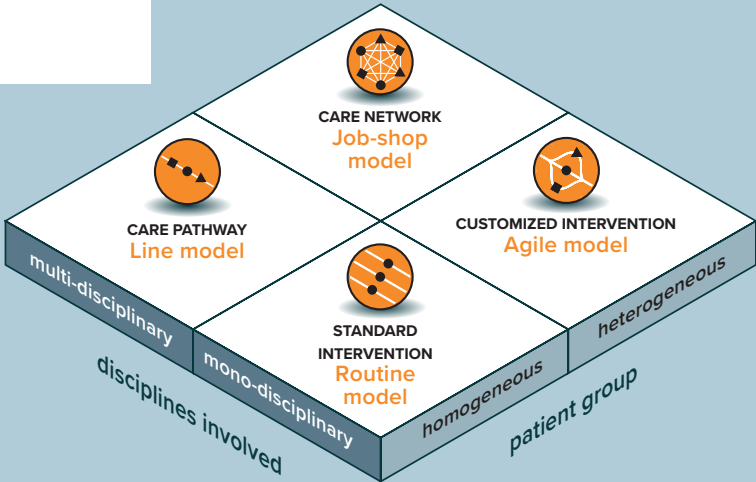 CARE NETWORK
Job-shop
model
CARE PATHWAY
Line model
CUSTOMIZED INTERVENTION
Agile model
STANDARD
INTERVENTION
Routine
model
multi-disciplinary
mono-disciplinary
homogeneous
heterogeneous
disciplines involved
patient group